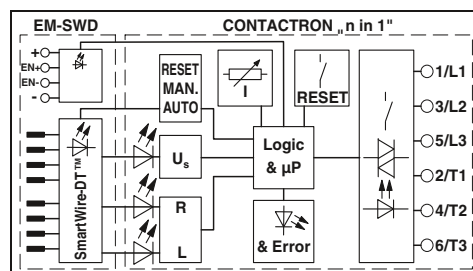 EM-SWD
CONTACTRON „n in 1"
+
EN+
EN-
-
SmartWire-DT™
RESET
MAN.
AUTO
I
RESET
Us
R
L
Logic
& µP
& Error
1/L1
3/L2
5/L3
2/T1
4/T2
6/T3